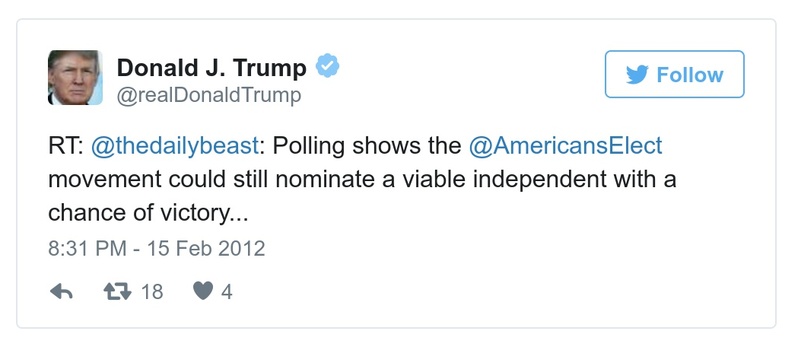 Donald J. Trump
@realDonaldTrump
Follow
RT: @thedailybeast: Polling shows the @AmericansElect
movement could still nominate a viable independent with a
chance of victory...
8:31 PM - 15 Feb 2012
18 4